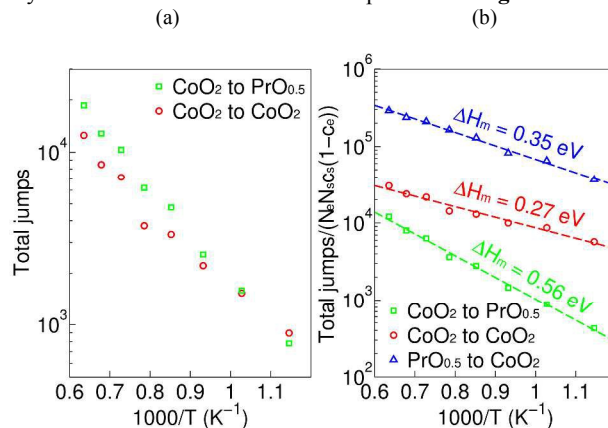 (a)
(b)
CoO₂ to PrO₀.₅
CoO₂ to CoO₂
10⁴
10³
0.6 0.7 0.8 0.9 1 1.1
1000/T (K⁻¹)
Total jumps
10⁶
10⁵
10⁴
10³
10²
ΔHₘ = 0.35 eV
ΔHₘ = 0.27 eV
ΔHₘ = 0.56 eV
CoO₂ to PrO₀.₅
CoO₂ to CoO₂
PrO₀.₅ to CoO₂
0.6 0.7 0.8 0.9 1 1.1
1000/T (K⁻¹)
Total jumps/(NₑNₛcₛ(1-cₑ))